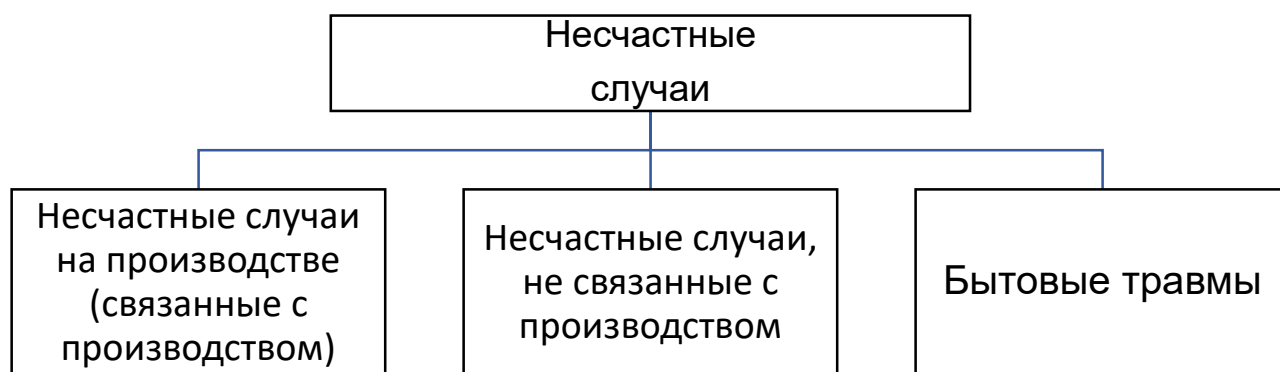 Несчастные
случаи
Несчастные случаи
на производстве
(связанные с
производством)
Несчастные случаи,
не связанные с
производством
Бытовые травмы